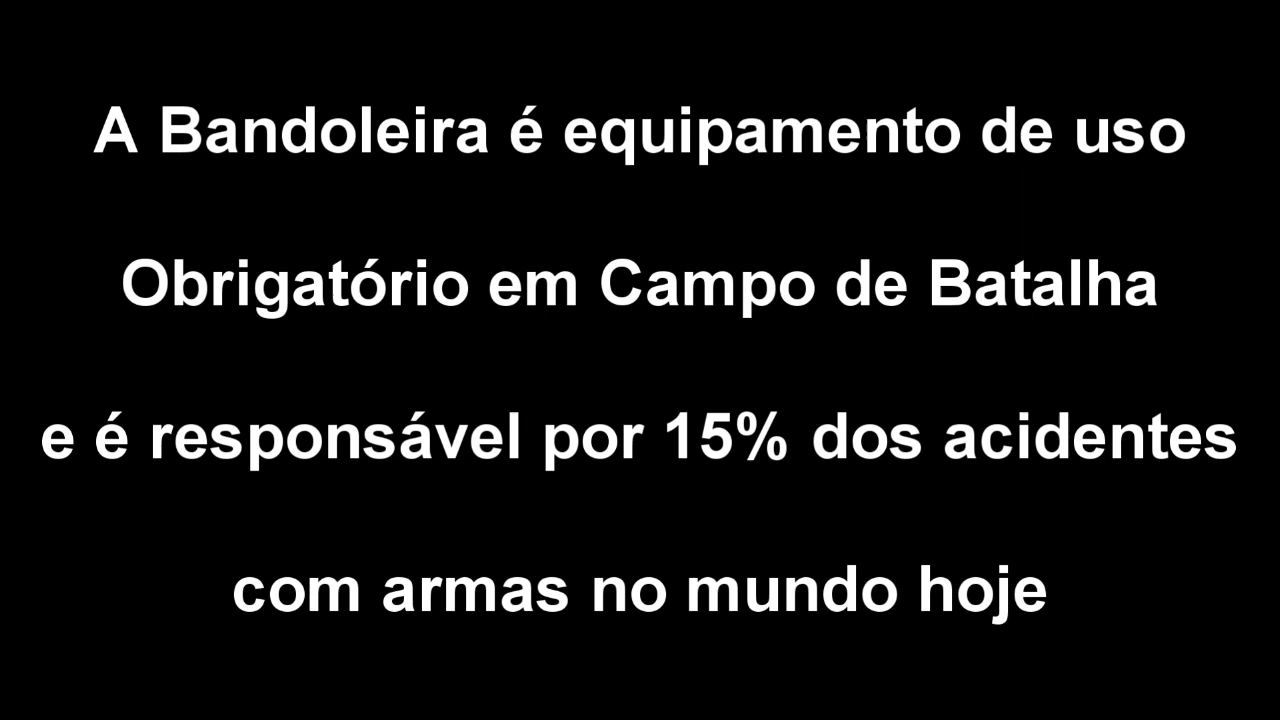 A Bandoleira é equipamento de uso
Obrigatório em Campo de Batalha
e é responsável por 15% dos acidentes
com armas no mundo hoje